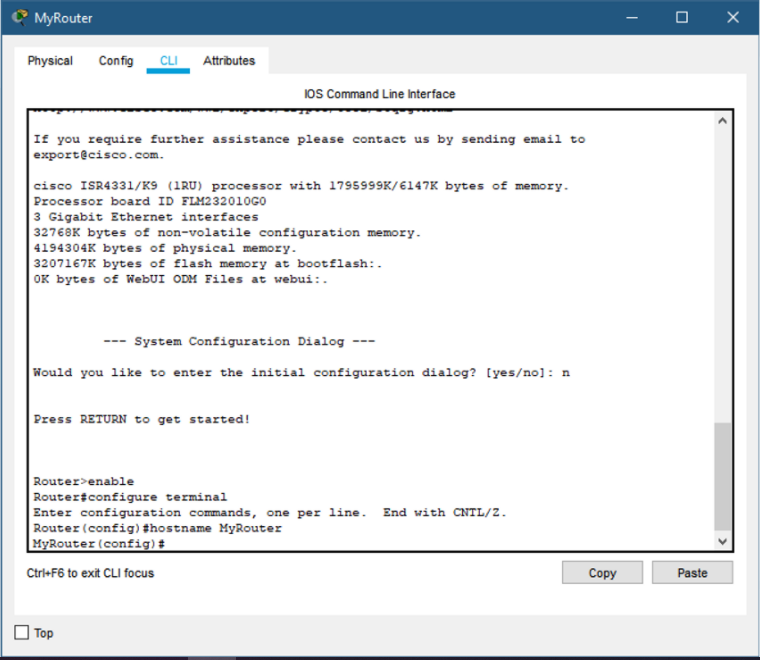 MyRouter
Physical Config CLI Attributes
IOS Command Line Interface
If you require further assistance please contact us by sending email to
export@cisco.com.
cisco ISR4331/K9 (1RU) processor with 1795999K/6147K bytes of memory.
Processor board ID FLM232010G0
3 Gigabit Ethernet interfaces
32768K bytes of non-volatile configuration memory.
4194304K bytes of physical memory.
3207167K bytes of flash memory at bootflash:.
0K bytes of WebUI ODM Files at webui:.
--- System Configuration Dialog ---
Would you like to enter the initial configuration dialog? [yes/no]: n
Press RETURN to get started!
Router>enable
Router#configure terminal
Enter configuration commands, one per line.  End with CNTL/Z.
Router(config)#hostname MyRouter
MyRouter(config)#
Ctrl+F6 to exit CLI focus
Copy Paste
Top